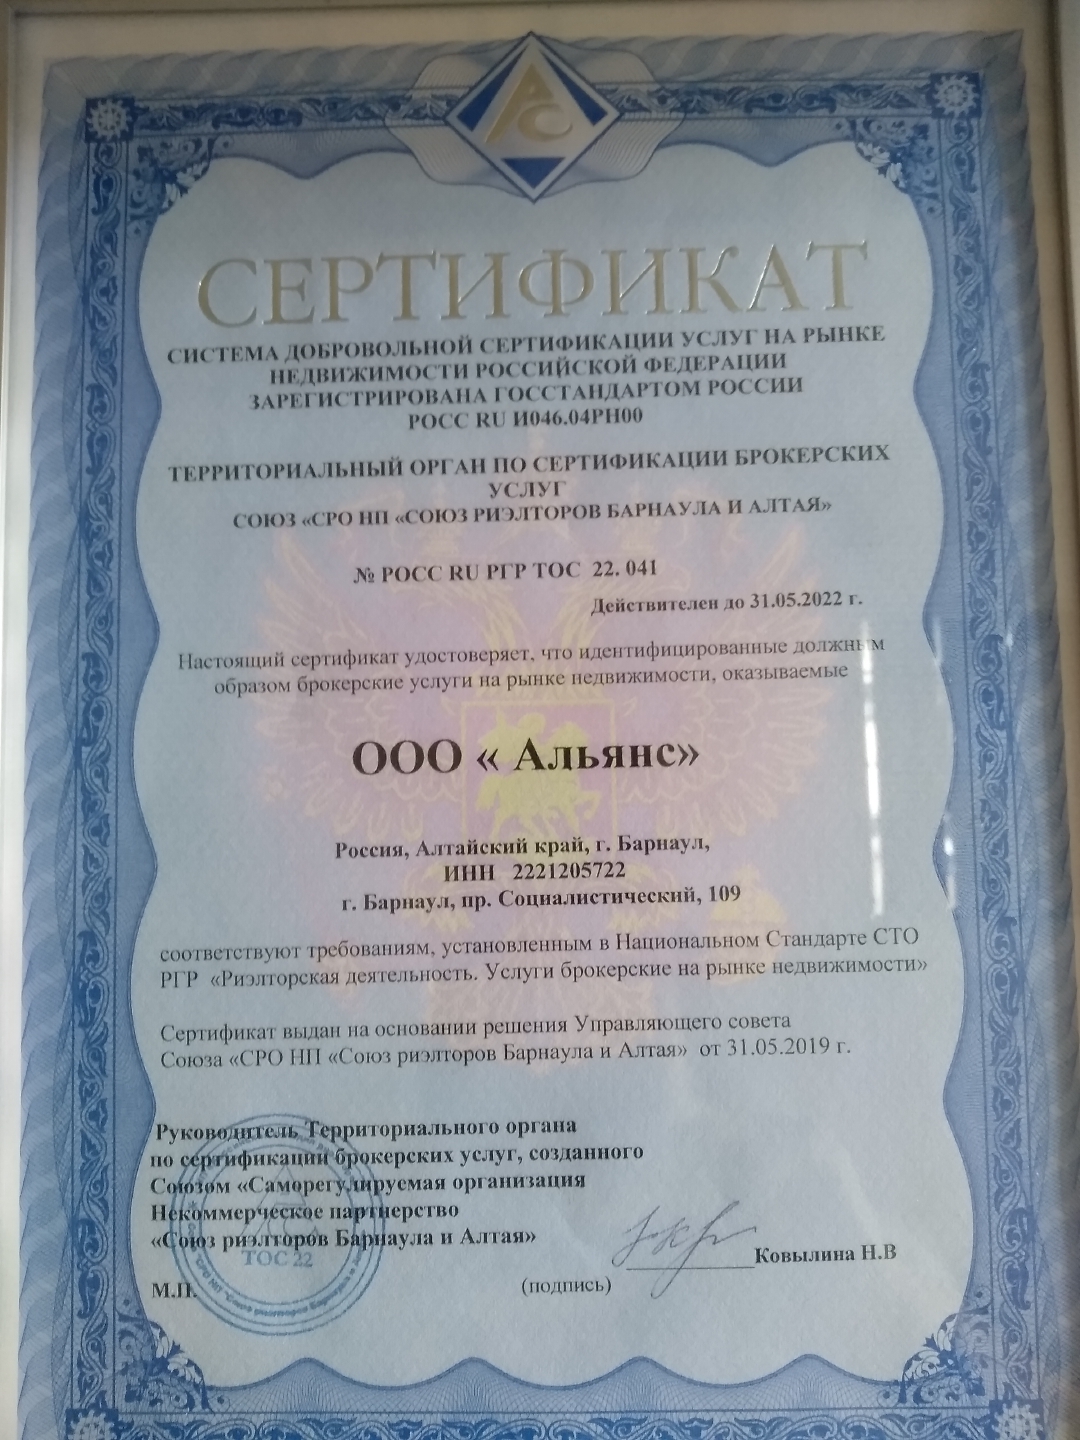 СЕРТИФИКАТ
СИСТЕМА ДОБРОВОЛЬНОЙ СЕРТИФИКАЦИИ УСЛУГ НА РЫНКЕ
НЕДВИЖИМОСТИ РОССИЙСКОЙ ФЕДЕРАЦИИ
ЗАРЕГИСТРИРОВАНА ГОССТАНДАРТОМ РОССИИ
РОСС RU И046.04РН00
ТЕРРИТОРИАЛЬНЫЙ ОРГАН ПО СЕРТИФИКАЦИИ БРОКЕРСКИХ
УСЛУГ
СОЮЗ «СРО НП «СОЮЗ РИЭЛТОРОВ БАРНАУЛА И АЛТАЯ»
№ РОСС RU РГР ТОС 22. 041
Действителен до 31.05.2022 г.
Настоящий сертификат удостоверяет, что идентифицированные должным
образом брокерские услуги на рынке недвижимости, оказываемые
ООО « Альянс»
Россия, Алтайский край, г. Барнаул,
ИНН 2221205722
г. Барнаул, пр. Социалистический, 109
соответствуют требованиям, установленным в Национальном Стандарте СТО
РГР «Риэлторская деятельность. Услуги брокерские на рынке недвижимости»
Сертификат выдан на основании решения Управляющего совета
Союза «СРО НП «Союз риэлторов Барнаула и Алтая» от 31.05.2019 г.
Руководитель Территориального органа
по сертификации брокерских услуг, созданного
Союзом «Саморегулируемая организация
Некоммерческое партнерство
«Союз риэлторов Барнаула и Алтая»
ТОС 22
Ковылина Н.В
М.П. (подпись)